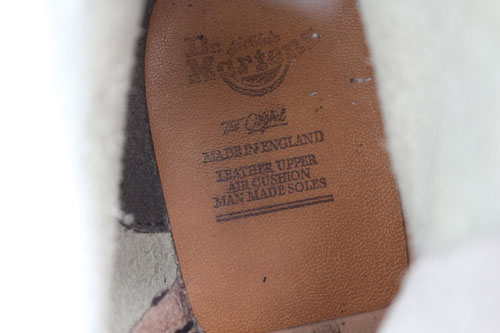 Dr.
Martens
The Original
MADE IN ENGLAND
LEATHER UPPER
AIR CUSHION
MAN MADE SOLES